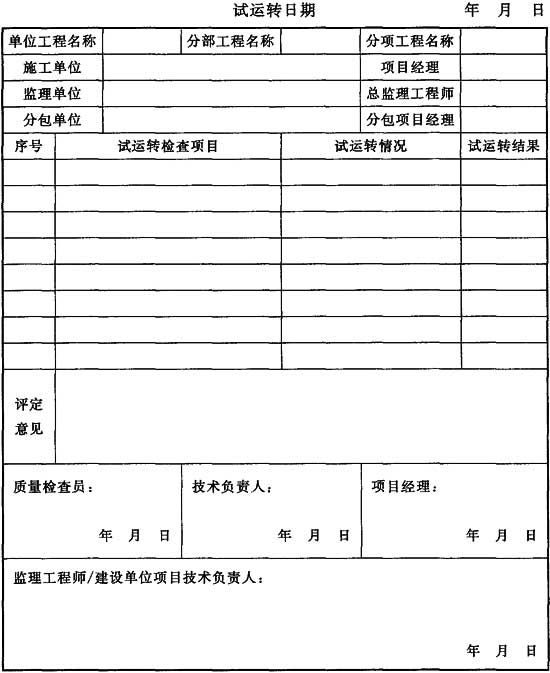 试运转日期 年 月 日
单位工程名称 分部工程名称 分项工程名称
施工单位 项目经理
监理单位 总监理工程师
分包单位 分包项目经理
序号 试运转检查项目 试运转情况 试运转结果
评定
意见
质量检查员： 技术负责人： 项目经理：
年 月 日 年 月 日 年 月 日
监理工程师/建设单位项目技术负责人：
年 月 日